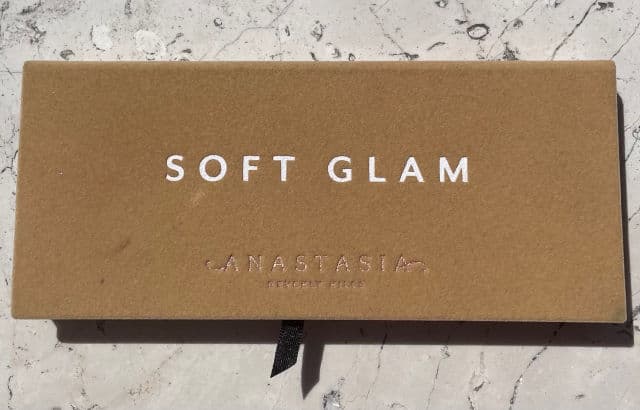 SOFT GLAM
ANASTASIA
BEVERLY HILLS